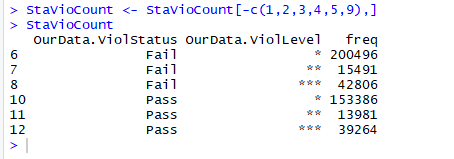 > StaVioCount <- StaVioCount[-c(1,2,3,4,5,9),]
> StaVioCount
OurData.ViolStatus OurData.ViolLevel freq
6 Fail * 200496
7 Fail ** 15491
8 Fail *** 42806
10 Pass * 153386
11 Pass ** 13981
12 Pass *** 39264
>